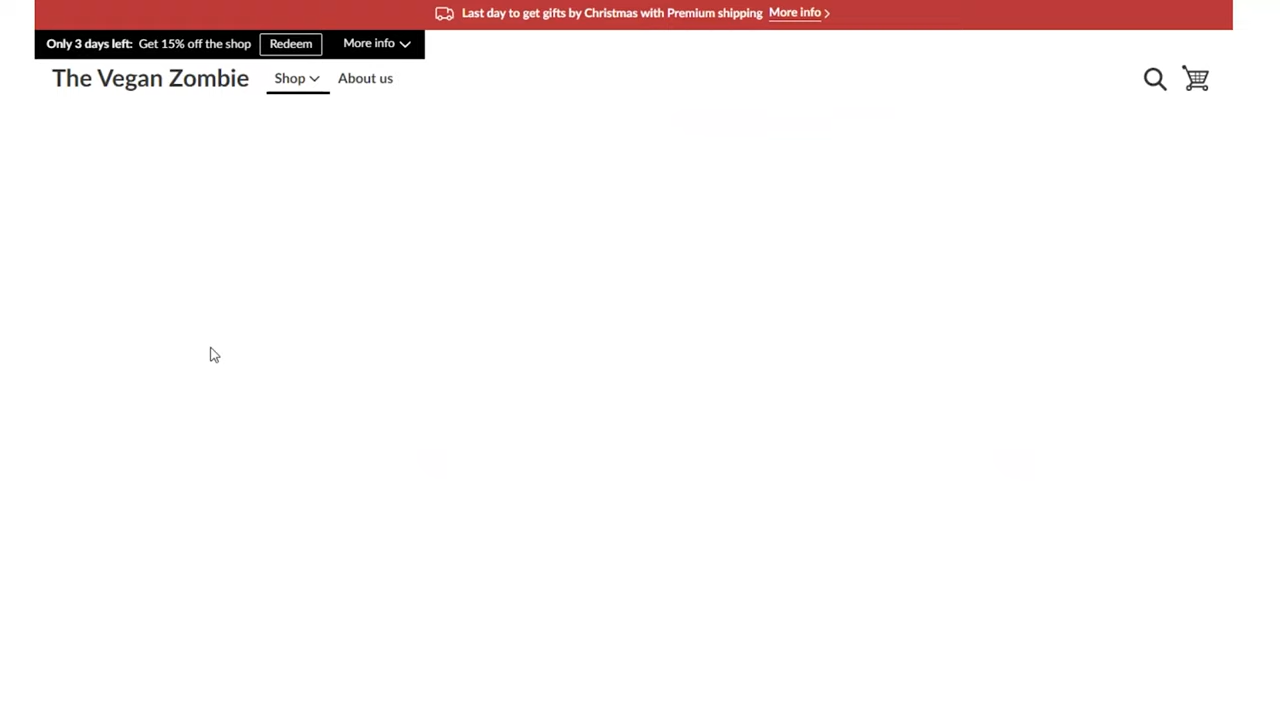 Last day to get gifts by Christmas with Premium shipping More info
Only 3 days left: Get 15% off the shop Redeem More info
The Vegan Zombie Shop About us